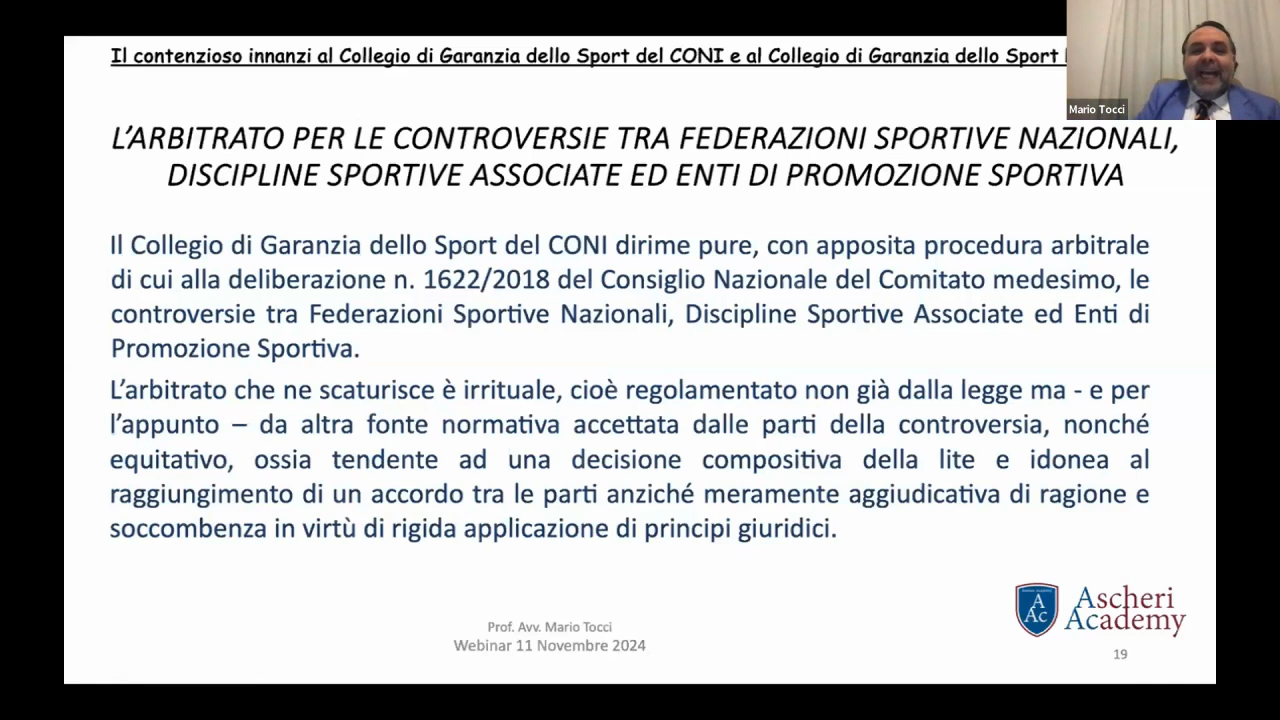 Il contenzioso innanzi al Collegio di Garanzia dello Sport del CONI e al Collegio di Garanzia dello Sport
Mario Tocci
L’ARBITRATO PER LE CONTROVERSIE TRA FEDERAZIONI SPORTIVE NAZIONALI,
DISCIPLINE SPORTIVE ASSOCIATE ED ENTI DI PROMOZIONE SPORTIVA
Il Collegio di Garanzia dello Sport del CONI dirime pure, con apposita procedura arbitrale
di cui alla deliberazione n. 1622/2018 del Consiglio Nazionale del Comitato medesimo, le
controversie tra Federazioni Sportive Nazionali, Discipline Sportive Associate ed Enti di
Promozione Sportiva.
L’arbitrato che ne scaturisce è irrituale, cioè regolamentato non già dalla legge ma - e per
l’appunto – da altra fonte normativa accettata dalle parti della controversia, nonché
equitativo, ossia tendente ad una decisione compositiva della lite e idonea al
raggiungimento di un accordo tra le parti anziché meramente aggiudicativa di ragione e
soccombenza in virtù di rigida applicazione di principi giuridici.
A
Ac
Ascheri
Academy
Prof. Avv. Mario Tocci
Webinar 11 Novembre 2024
19